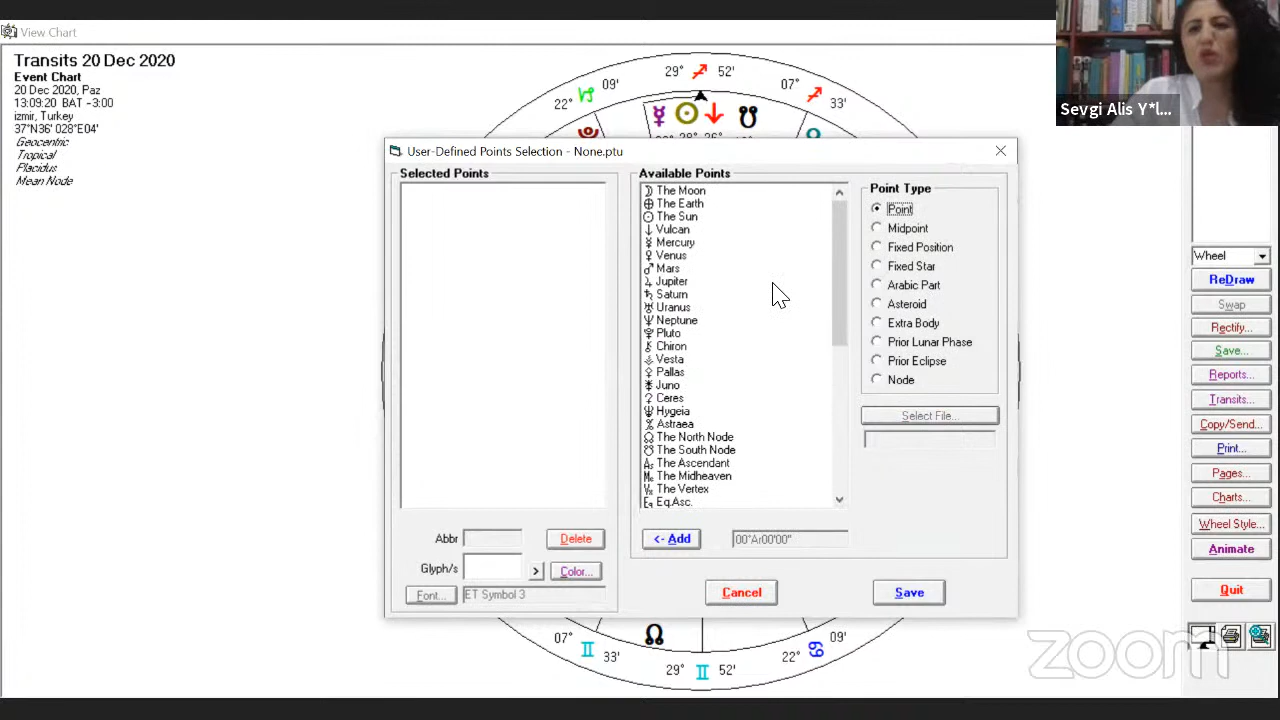 View Chart
Transits 20 Dec 2020
Event Chart
20 Dec 2020, Paz
13:09:20 BAT -3:00
izmir, Turkey
37°N36' 028°E04'
Geocentric
Tropical
Placidus
Mean Node
22° 09' 29° 52' 07° 33'
Sevgi Alis Y*l...
User-Defined Points Selection - None.ptu
Selected Points
Available Points
The Moon
The Earth
The Sun
Vulcan
Mercury
Venus
Mars
Jupiter
Saturn
Uranus
Neptune
Pluto
Chiron
Vesta
Pallas
Juno
Ceres
Hygeia
Astraea
The North Node
The South Node
The Ascendant
The Midheaven
The Vertex
Eq.Asc.
Point Type
Point
Midpoint
Fixed Position
Fixed Star
Arabic Part
Asteroid
Extra Body
Prior Lunar Phase
Prior Eclipse
Node
Select File...
Abbr
Delete
Glyph/s
>
Color...
Font...
ET Symbol 3
<- Add
00°Ar00'00"
Cancel
Save
07° 33' 29° 52' 22° 09'
Wheel
ReDraw
Swap
Rectify...
Save...
Reports...
Transits...
Copy/Send...
Print...
Pages...
Charts...
Wheel Style...
Animate
Quit
zoom